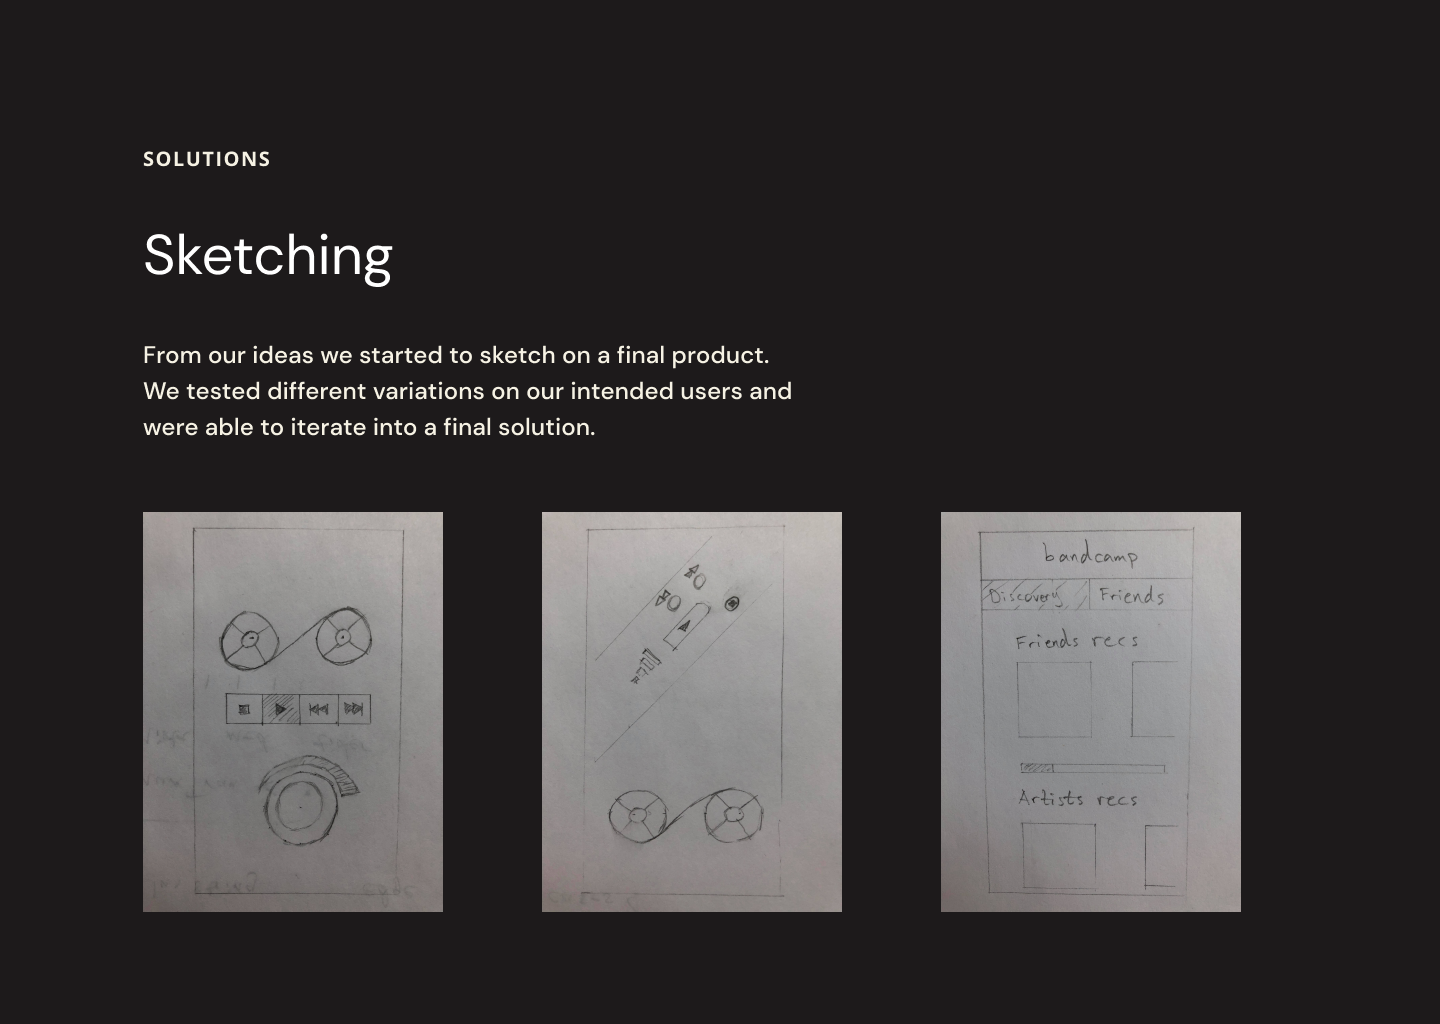 SOLUTIONS
Sketching
From our ideas we started to sketch on a final product.
We tested different variations on our intended users and
were able to iterate into a final solution.
bandcamp
Discovery Friends
Friends recs
Artists recs